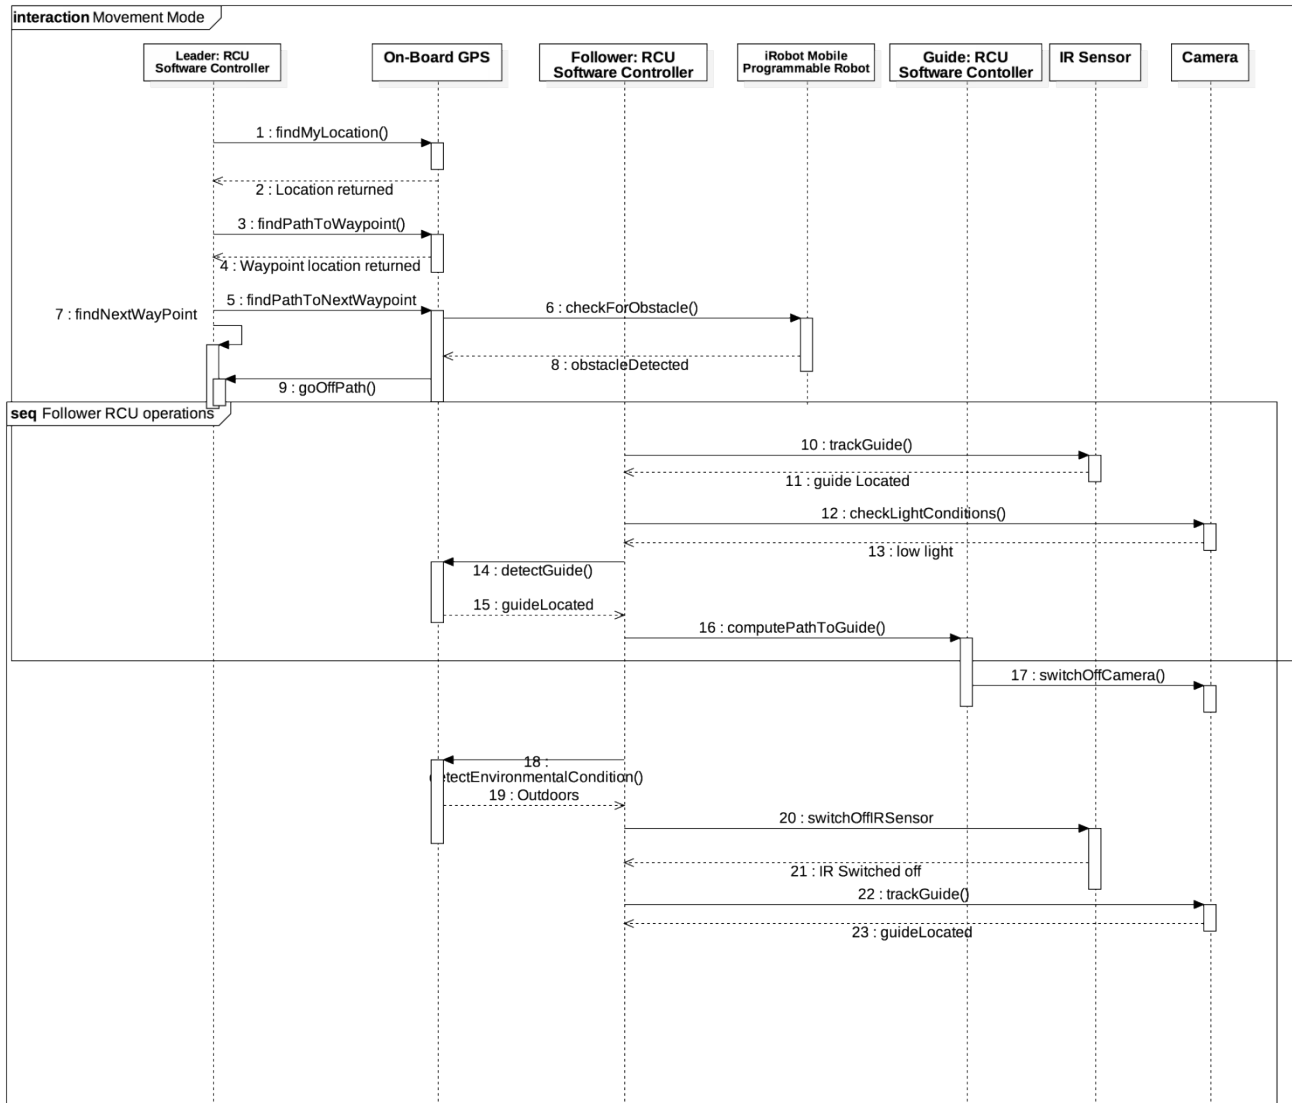 interaction Movement Mode
Leader: RCU
Software Controller
On-Board GPS
Follower: RCU
Software Controller
iRobot Mobile
Programmable Robot
Guide: RCU
Software Contoller
IR Sensor
Camera
1 : findMyLocation()
2 : Location returned
3 : findPathToWaypoint()
4 : Waypoint location returned
5 : findPathToNextWaypoint
6 : checkForObstacle()
7 : findNextWayPoint
8 : obstacleDetected
9 : goOffPath()
seq Follower RCU operations
10 : trackGuide()
11 : guide Located
12 : checkLightConditions()
13 : low light
14 : detectGuide()
15 : guideLocated
16 : computePathToGuide()
17 : switchOffCamera()
18 :
detectEnvironmentalCondition()
19 : Outdoors
20 : switchOffIRSensor
21 : IR Switched off
22 : trackGuide()
23 : guideLocated